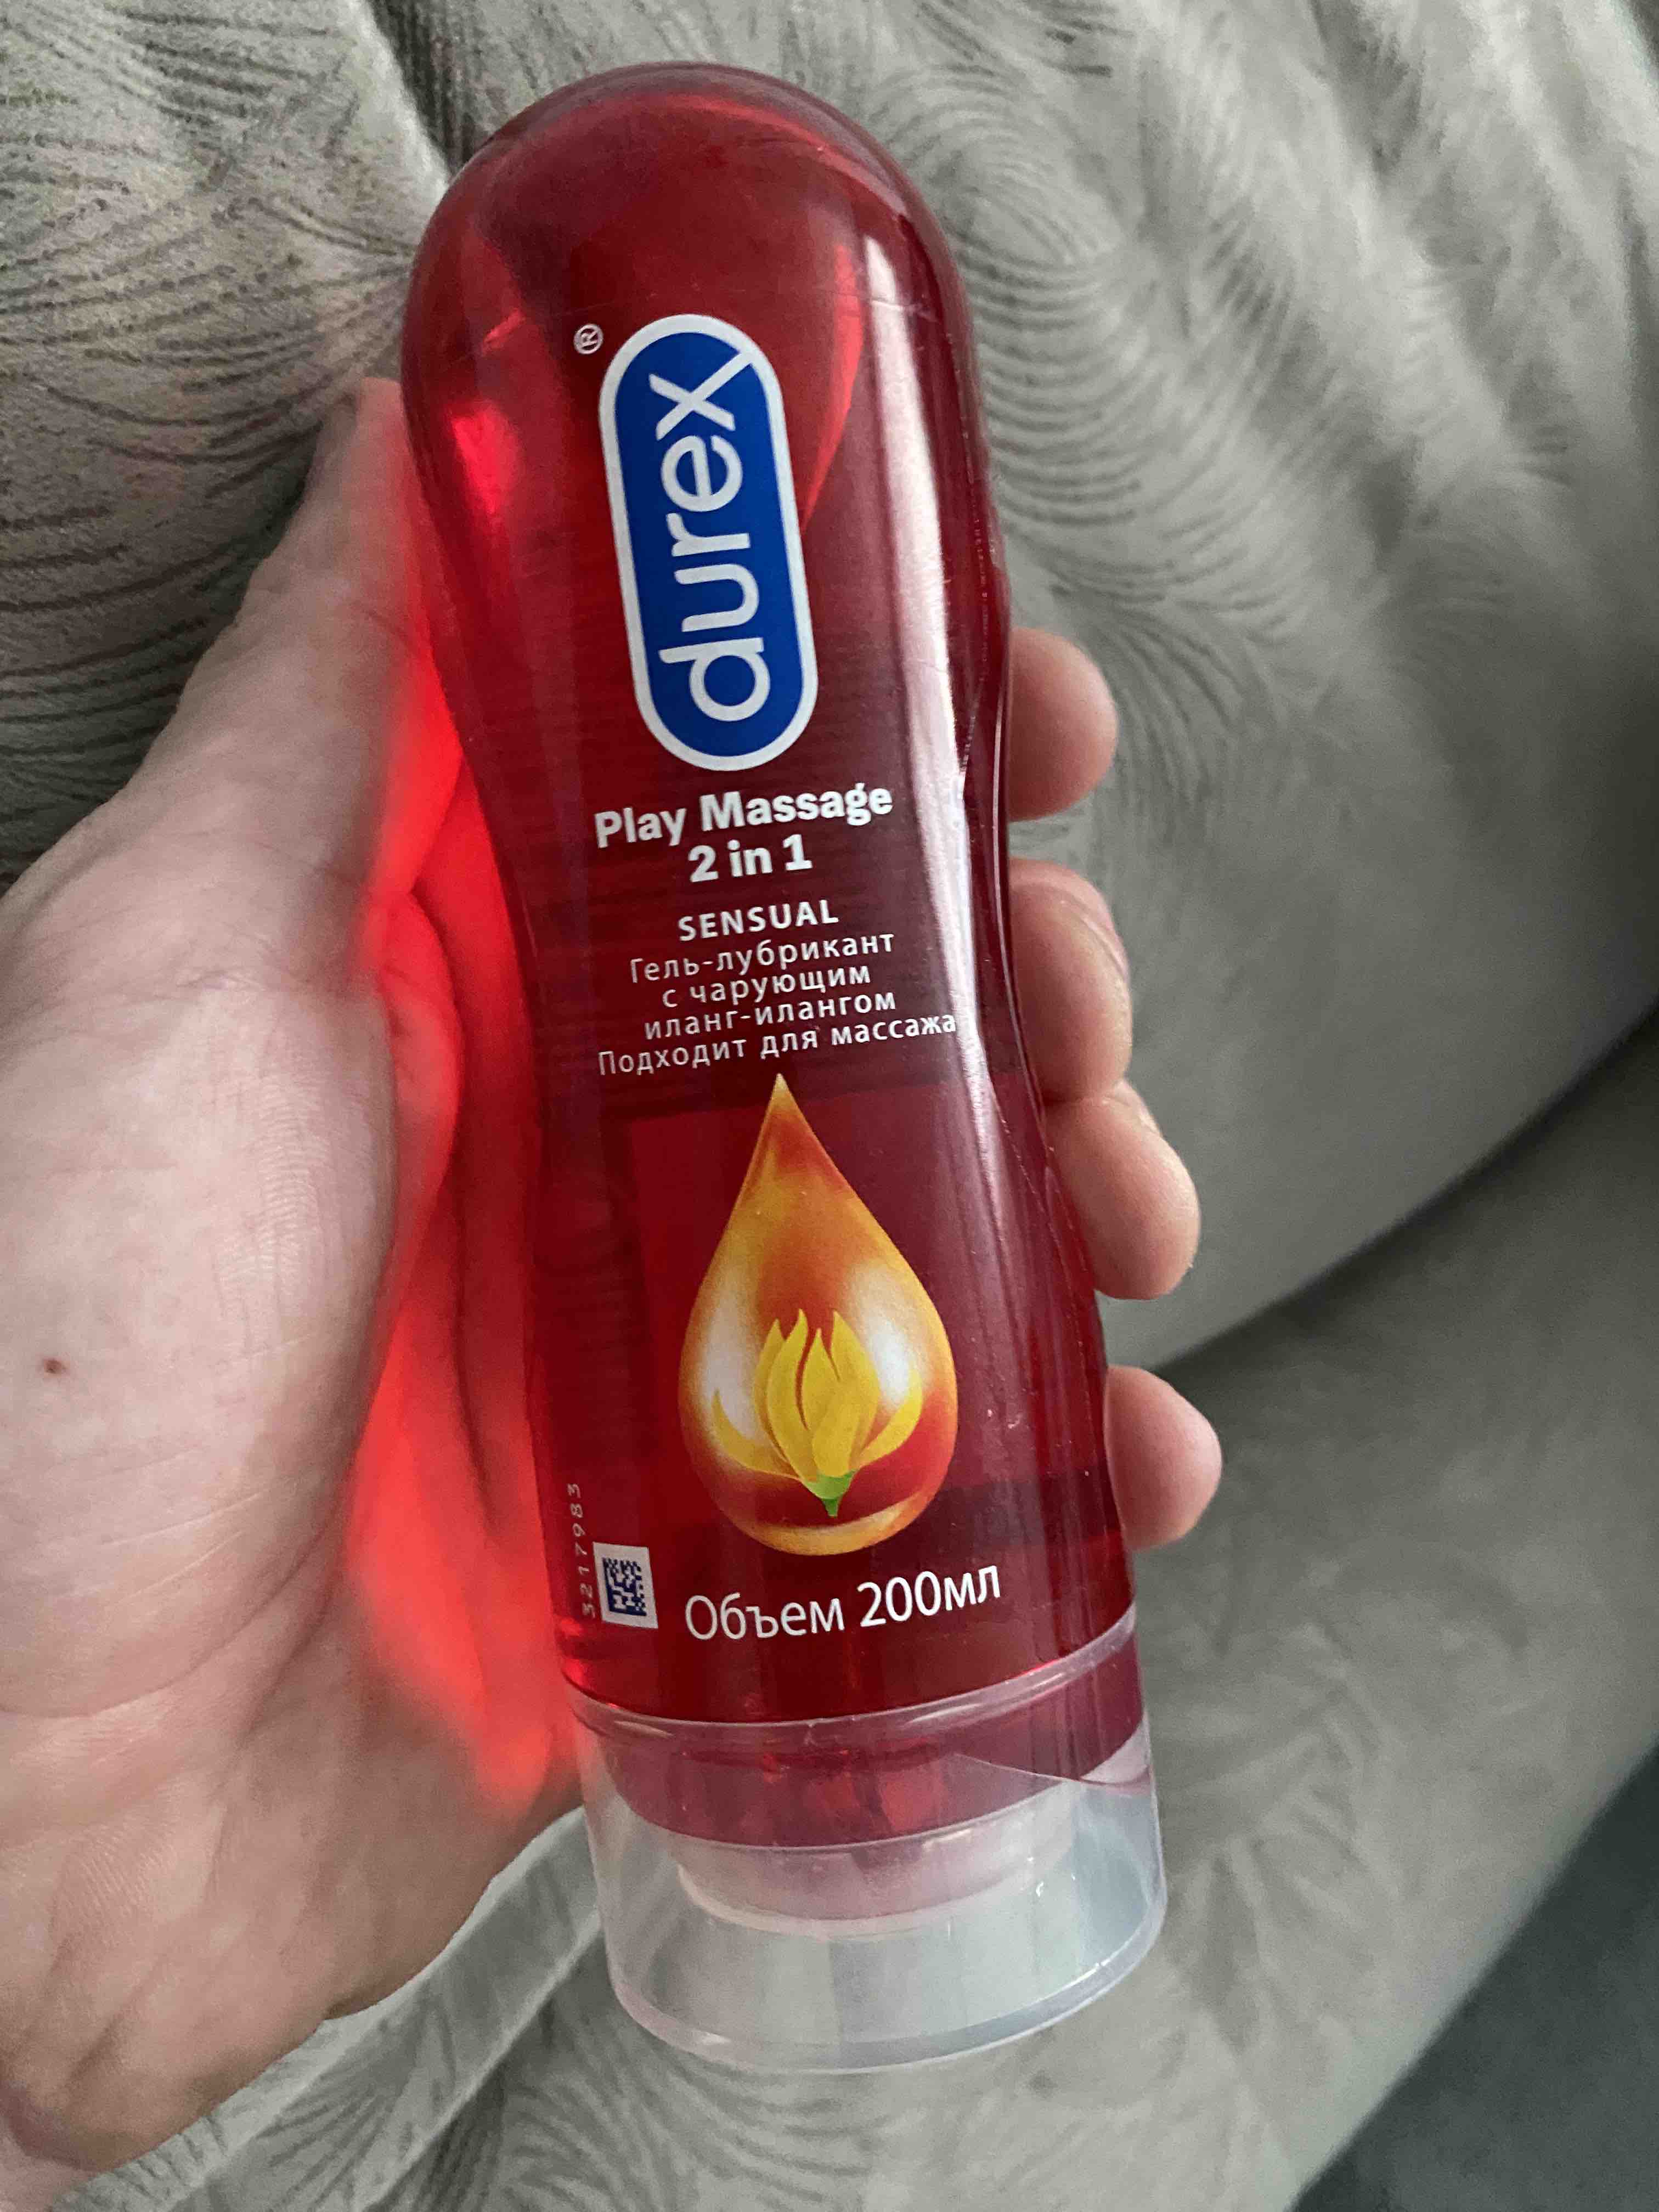 durex®
Play Massage
2 in 1
SENSUAL
Гель-лубрикант
с чарующим
иланг-илангом
Подходит для массажа
3217983
Объем 200мл